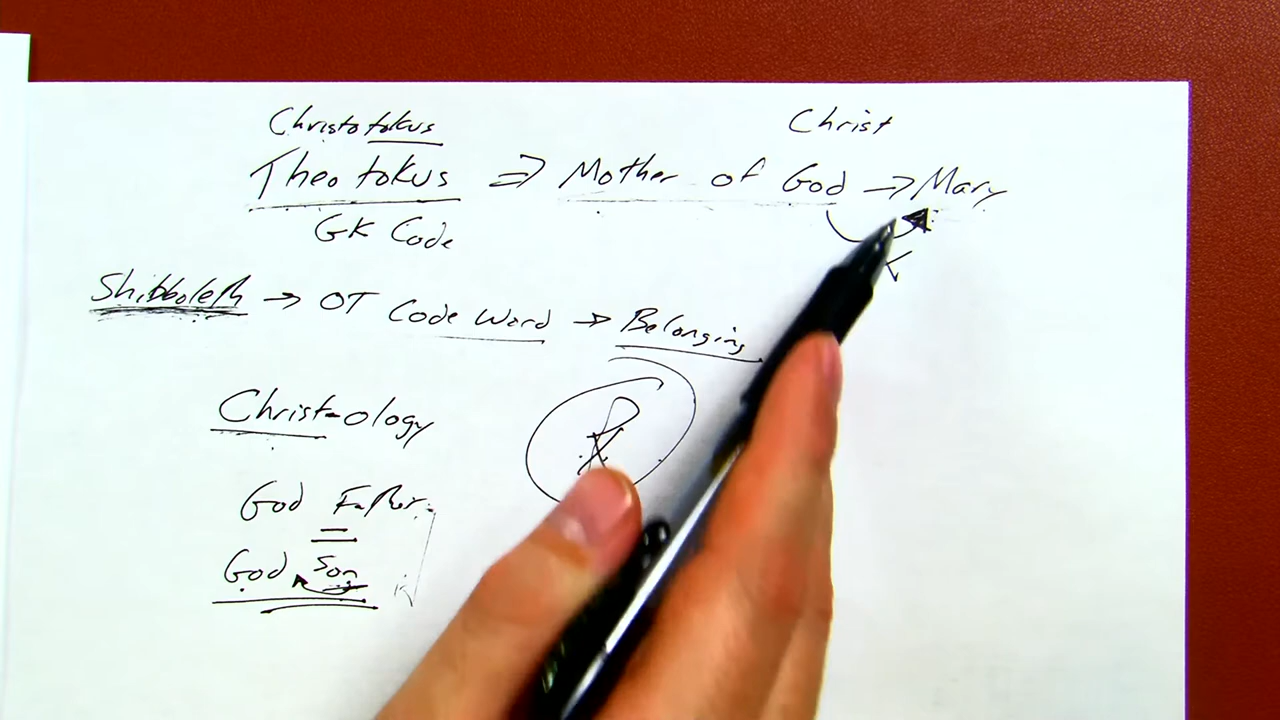 Christotokus
Christ
Theotokus ⇒ Mother of God → Mary
GK Code
Shibboleth → OT Code Word → Belonging
Christ-ology
God Father
=
God Son